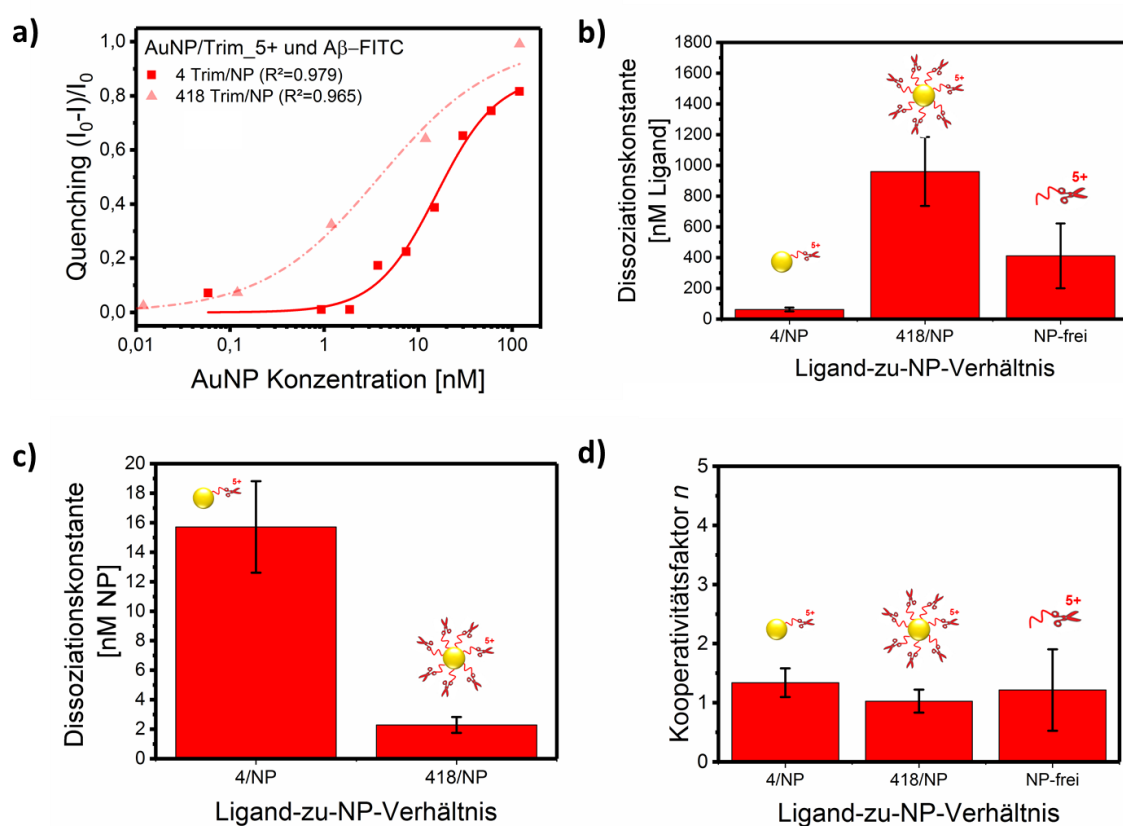 a)
AuNP/Trim_5+ und Aβ–FITC
4 Trim/NP (R²=0.979)
418 Trim/NP (R²=0.965)
Quenching (I0-I)/I0
1,0
0,8
0,6
0,4
0,2
0,0
0,01 0,1 1 10 100
AuNP Konzentration [nM]
b)
Dissoziationskonstante
[nM Ligand]
1800
1600
1400
1200
1000
800
600
400
200
0
5+
5+
5+
4/NP 418/NP NP-frei
Ligand-zu-NP-Verhältnis
c)
Dissoziationskonstante
[nM NP]
20
18
16
14
12
10
8
6
4
2
0
5+
5+
4/NP 418/NP
Ligand-zu-NP-Verhältnis
d)
Kooperativitätsfaktor n
5
4
3
2
1
0
5+
5+
5+
4/NP 418/NP NP-frei
Ligand-zu-NP-Verhältnis